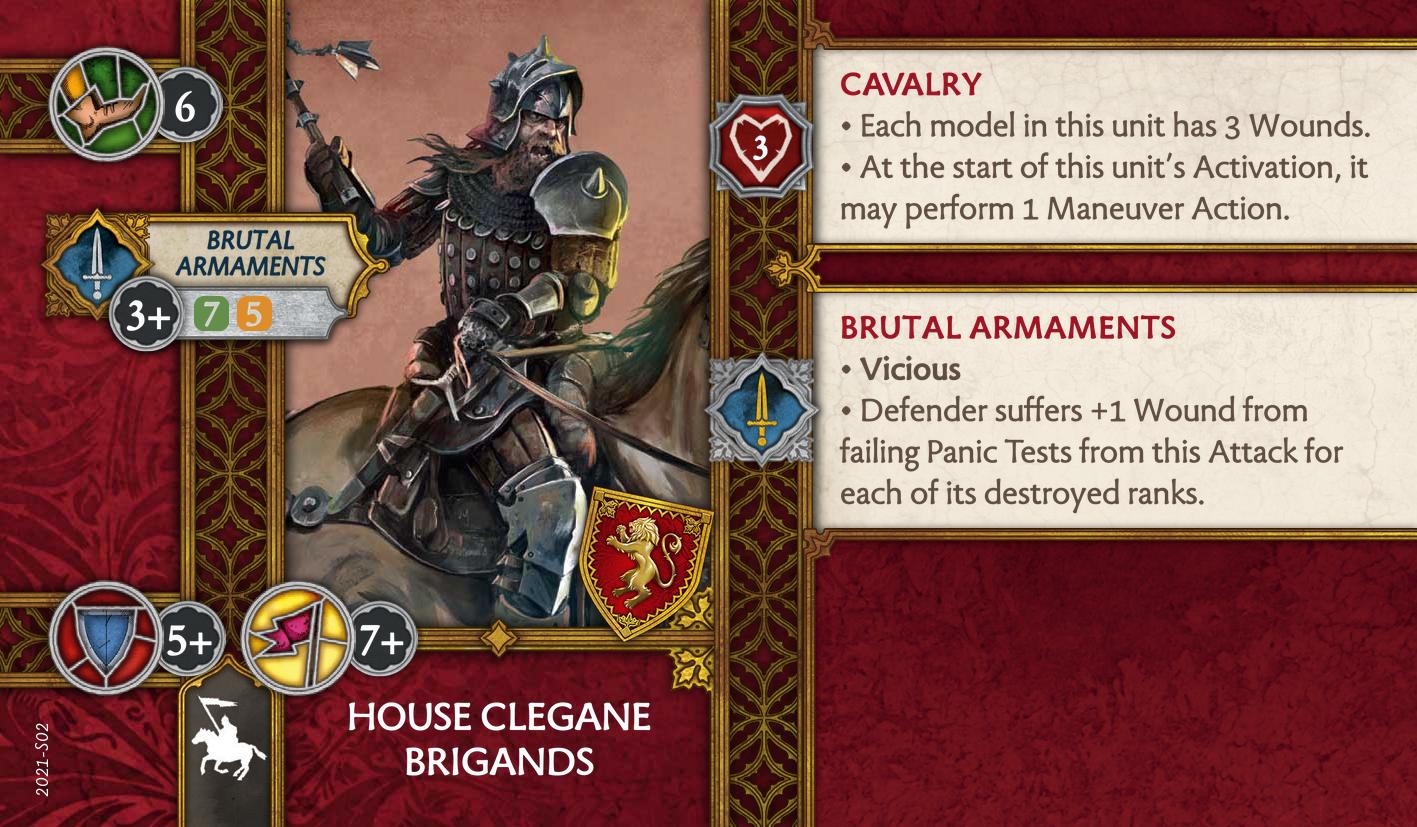 6
BRUTAL
ARMAMENTS
3+ 7 5
5+ 7+
HOUSE CLEGANE
BRIGANDS
2021-S02
3
CAVALRY
• Each model in this unit has 3 Wounds.
• At the start of this unit's Activation, it
may perform 1 Maneuver Action.
BRUTAL ARMAMENTS
• Vicious
• Defender suffers +1 Wound from
failing Panic Tests from this Attack for
each of its destroyed ranks.